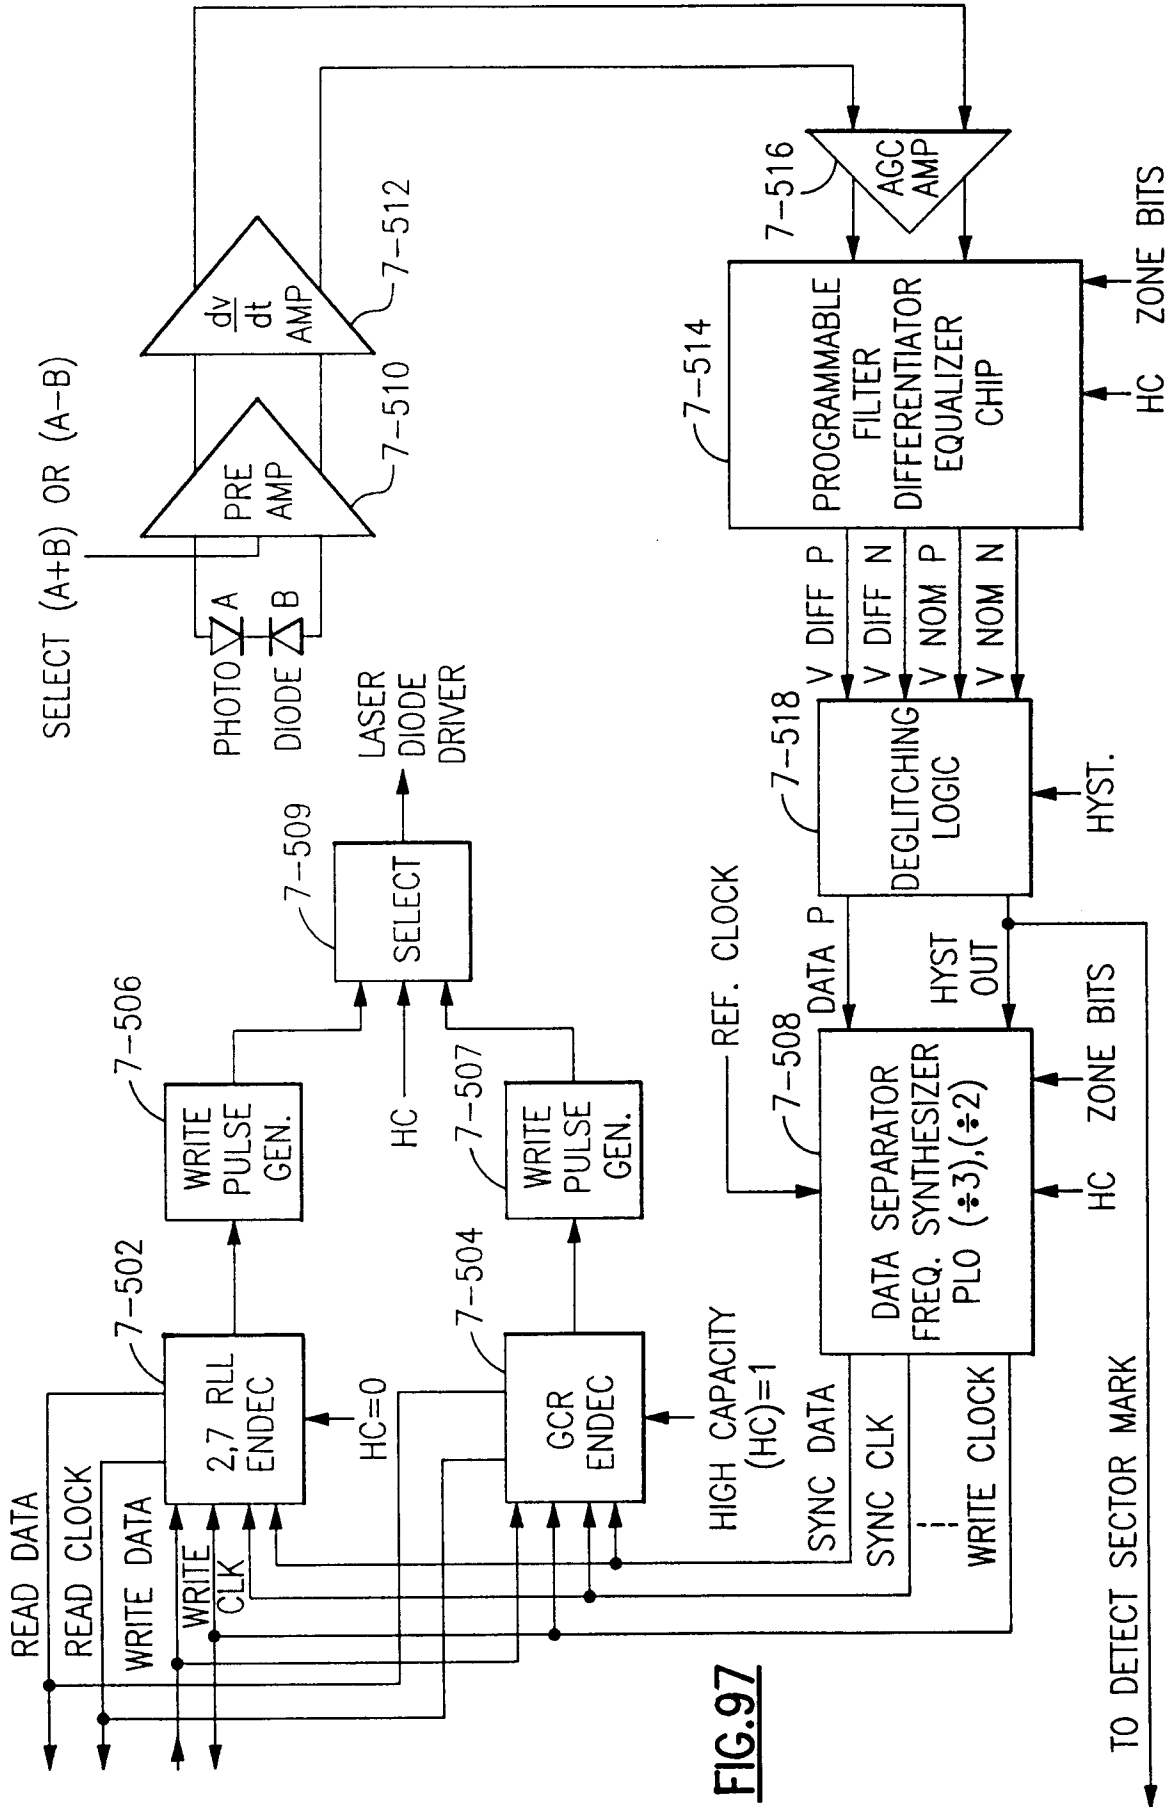 READ DATA
READ CLOCK
WRITE DATA
WRITE
CLK
7-502
2,7 RLL
ENDEC
HC=0
7-506
WRITE
PULSE
GEN.
7-504
GCR
ENDEC
HIGH CAPACITY
(HC)=1
7-507
WRITE
PULSE
GEN.
HC
7-509
SELECT
LASER
DIODE
DRIVER
SELECT (A+B) OR (A-B)
PHOTO
DIODE
A
B
PRE
AMP
7-510
dv
dt
AMP
7-512
SYNC DATA
SYNC CLK
WRITE CLOCK
REF. CLOCK
7-508
DATA SEPARATOR
FREQ. SYNTHESIZER
PLO (÷3),(÷2)
HC
ZONE BITS
DATA P
HYST
OUT
7-518
DEGLITCHING
LOGIC
HYST.
V DIFF P
V DIFF N
V NOM P
V NOM N
7-514
PROGRAMMABLE
FILTER
DIFFERENTIATOR
EQUALIZER
CHIP
HC
ZONE BITS
7-516
AGC
AMP
TO DETECT SECTOR MARK
FIG.97